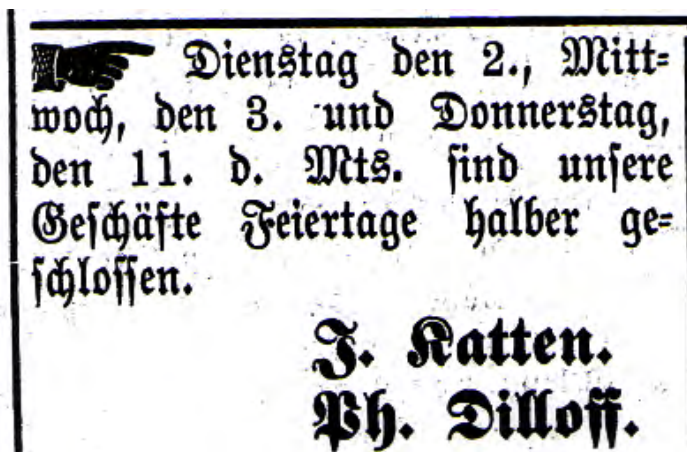 Dienstag den 2., Mitt=
woch, den 3. und Donnerstag,
den 11. d. Mts. sind unsere
Geschäfte Feiertage halber ge=
schlossen.
J. Katten.
Ph. Dilloff.